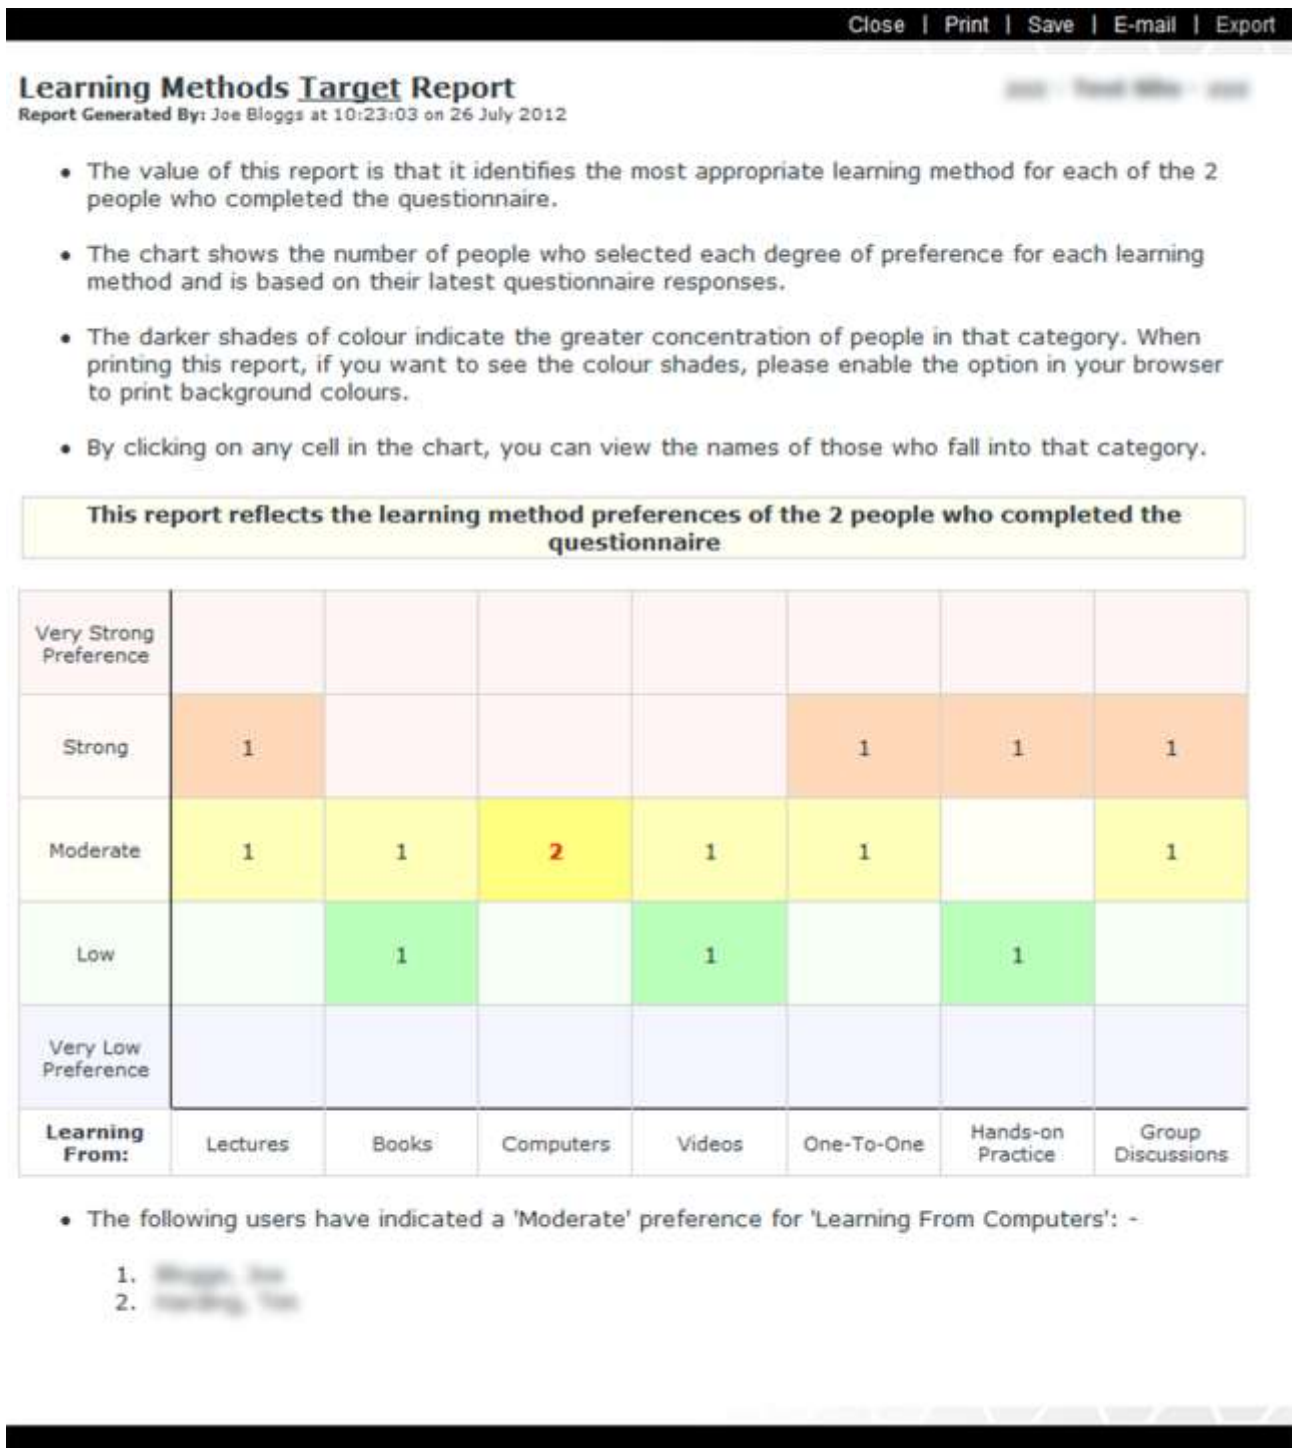 Close | Print | Save | E-mail | Export
Learning Methods Target Report
Report Generated By: Joe Bloggs at 10:23:03 on 26 July 2012
• The value of this report is that it identifies the most appropriate learning method for each of the 2
people who completed the questionnaire.
• The chart shows the number of people who selected each degree of preference for each learning
method and is based on their latest questionnaire responses.
• The darker shades of colour indicate the greater concentration of people in that category. When
printing this report, if you want to see the colour shades, please enable the option in your browser
to print background colours.
• By clicking on any cell in the chart, you can view the names of those who fall into that category.
This report reflects the learning method preferences of the 2 people who completed the
questionnaire
Very Strong
Preference
Strong 1 1 1 1
Moderate 1 1 2 1 1 1
Low 1 1 1
Very Low
Preference
Learning
From:
Lectures
Books
Computers
Videos
One-To-One
Hands-on
Practice
Group
Discussions
• The following users have indicated a 'Moderate' preference for 'Learning From Computers': -
1.
2.